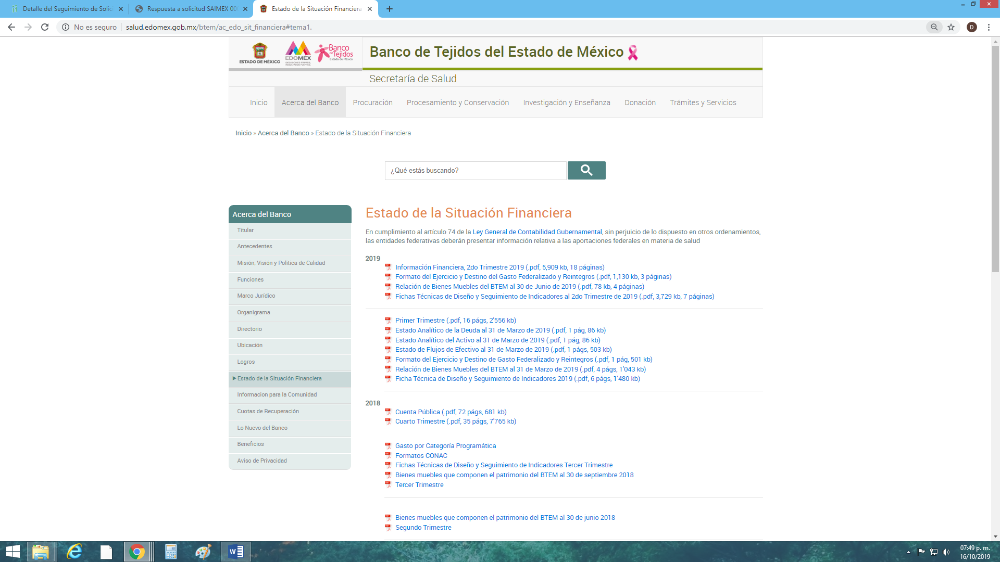 Detalle del Seguimiento de Solici
Respuesta a solicitud SAIMEX 00
Estado de la Situación Financiera
No es seguro
salud.edomex.gob.mx/btem/ac_edo_sit_financiera#tema1.
D
ESTADO DE MÉXICO
EDOMÉX
DECISIONES FIRMES, RESULTADOS FUERTES.
Banco de Tejidos
Estado de México
Banco de Tejidos del Estado de México
Secretaría de Salud
Inicio
Acerca del Banco
Procuración
Procesamiento y Conservación
Investigación y Enseñanza
Donación
Trámites y Servicios
Inicio » Acerca del Banco » Estado de la Situación Financiera
¿Qué estás buscando?
Acerca del Banco
Titular
Antecedentes
Misión, Visión y Politica de Calidad
Funciones
Marco Jurídico
Organigrama
Directorio
Ubicación
Logros
Estado de la Situación Financiera
Informacion para la Comunidad
Cuotas de Recuperación
Lo Nuevo del Banco
Beneficios
Aviso de Privacidad
Estado de la Situación Financiera
En cumplimiento al artículo 74 de la Ley General de Contabilidad Gubernamental, sin perjuicio de lo dispuesto en otros ordenamientos,
las entidades federativas deberán presentar información relativa a las aportaciones federales en materia de salud
2019
Información Financiera, 2do Trimestre 2019 (.pdf, 5,909 kb, 18 páginas)
Formato del Ejercicio y Destino del Gasto Federalizado y Reintegros (.pdf, 1,130 kb, 3 páginas)
Relación de Bienes Muebles del BTEM al 30 de Junio de 2019 (.pdf, 78 kb, 4 páginas)
Fichas Técnicas de Diseño y Seguimiento de Indicadores al 2do Trimestre de 2019 (.pdf, 3,729 kb, 7 páginas)
Primer Trimestre (.pdf, 16 págs, 2'556 kb)
Estado Analítico de la Deuda al 31 de Marzo de 2019 (.pdf, 1 pág, 86 kb)
Estado Analítico del Activo al 31 de Marzo de 2019 (.pdf, 1 pág, 86 kb)
Estado de Flujos de Efectivo al 31 de Marzo de 2019 (.pdf, 1 págs, 503 kb)
Formato del Ejercicio y Destino de Gasto Federalizado y Reintegros (.pdf, 1 pág, 501 kb)
Relación de Bienes Muebles del BTEM al 31 de Marzo de 2019 (.pdf, 4 págs, 1'043 kb)
Ficha Técnica de Diseño y Seguimiento de Indicadores 2019 (.pdf, 6 págs, 1'480 kb)
2018
Cuenta Pública (.pdf, 72 págs, 681 kb)
Cuarto Trimestre (.pdf, 35 págs, 7'765 kb)
Gasto por Categoría Programática
Formatos CONAC
Fichas Técnicas de Diseño y Seguimiento de Indicadores Tercer Trimestre
Bienes muebles que componen el patrimonio del BTEM al 30 de septiembre 2018
Tercer Trimestre
Bienes muebles que componen el patrimonio del BTEM al 30 de junio 2018
Segundo Trimestre
07:49 p. m.
16/10/2019